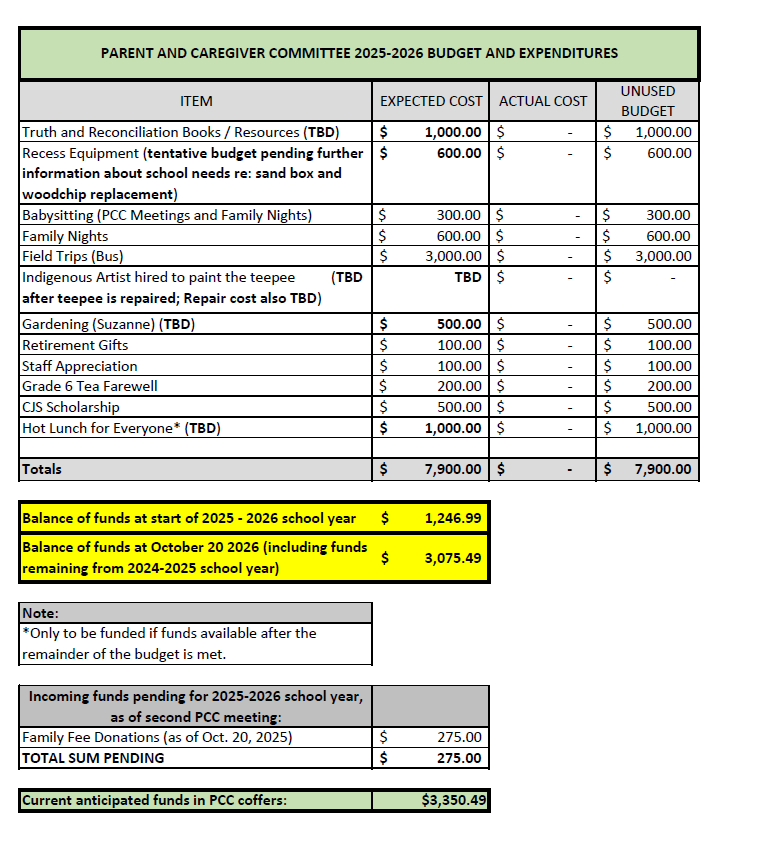 PARENT AND CAREGIVER COMMITTEE 2025-2026 BUDGET AND EXPENDITURES
ITEM EXPECTED COST ACTUAL COST UNUSED BUDGET
Truth and Reconciliation Books / Resources (TBD) $ 1,000.00 $ - $ 1,000.00
Recess Equipment (tentative budget pending further $ 600.00 $ - $ 600.00
information about school needs re: sand box and
woodchip replacement)
Babysitting (PCC Meetings and Family Nights) $ 300.00 $ - $ 300.00
Family Nights $ 600.00 $ - $ 600.00
Field Trips (Bus) $ 3,000.00 $ - $ 3,000.00
Indigenous Artist hired to paint the teepee (TBD TBD $ - $ -
after teepee is repaired; Repair cost also TBD)
Gardening (Suzanne) (TBD) $ 500.00 $ - $ 500.00
Retirement Gifts $ 100.00 $ - $ 100.00
Staff Appreciation $ 100.00 $ - $ 100.00
Grade 6 Tea Farewell $ 200.00 $ - $ 200.00
CJS Scholarship $ 500.00 $ - $ 500.00
Hot Lunch for Everyone* (TBD) $ 1,000.00 $ - $ 1,000.00
Totals $ 7,900.00 $ - $ 7,900.00
Balance of funds at start of 2025 - 2026 school year $ 1,246.99
Balance of funds at October 20 2026 (including funds $ 3,075.49
remaining from 2024-2025 school year)
Note:
*Only to be funded if funds available after the
remainder of the budget is met.
Incoming funds pending for 2025-2026 school year,
as of second PCC meeting:
Family Fee Donations (as of Oct. 20, 2025) $ 275.00
TOTAL SUM PENDING $ 275.00
Current anticipated funds in PCC coffers: $3,350.49